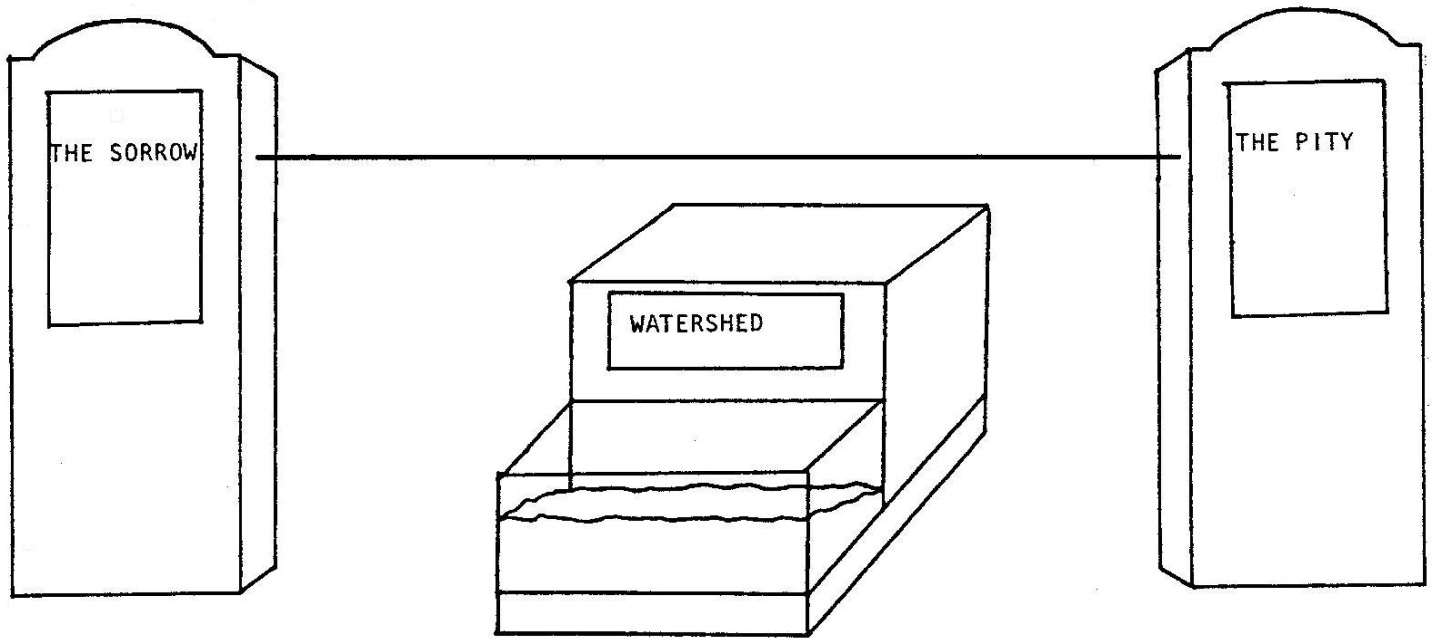 THE SORROW
THE PITY
WATERSHED